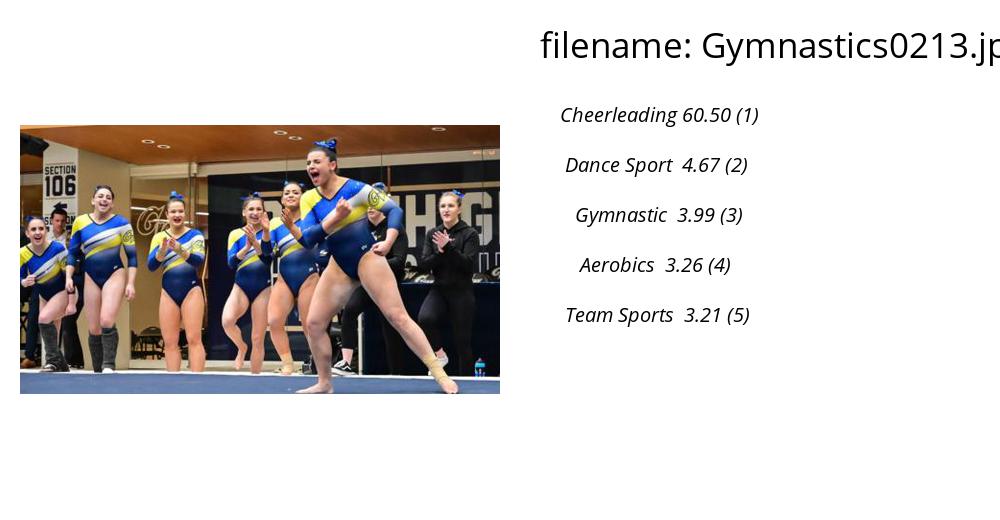 filename: Gymnastics0213.jp
Cheerleading 60.50 (1)
Dance Sport 4.67 (2)
Gymnastic 3.99 (3)
Aerobics 3.26 (4)
Team Sports 3.21 (5)
SECTION
106